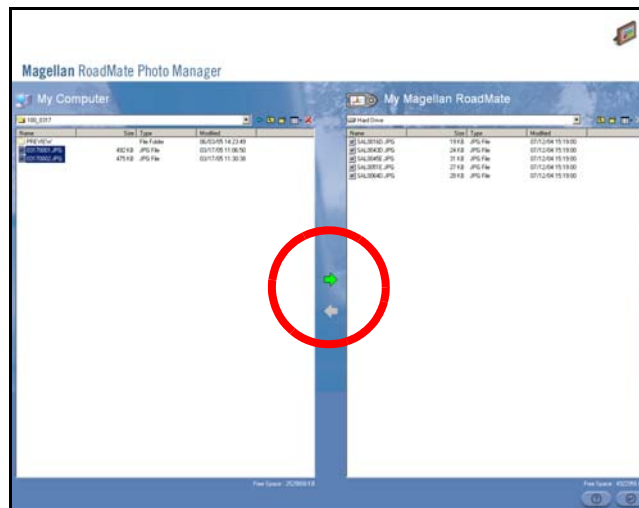 Magellan RoadMate Photo Manager
My Computer
100_0317
Name Size Type Modified
PREVIEW File Folder 06/03/05 14:23:49
03170001.JPG 492 KB JPG File 03/17/05 11:06:50
03170002.JPG 475 KB JPG File 03/17/05 11:30:38
Free Space :
My Magellan RoadMate
Hard Drive
Name Size Type Modified
SAL0016D.JPG 19 KB JPG File 07/12/04 15:19:00
SAL0043D.JPG 24 KB JPG File 07/12/04 15:19:00
SAL0045E.JPG 31 KB JPG File 07/12/04 15:19:00
SAL0051E.JPG 27 KB JPG File 07/12/04 15:19:00
SAL0064D.JPG 20 KB JPG File 07/12/04 15:19:00
Free Space :